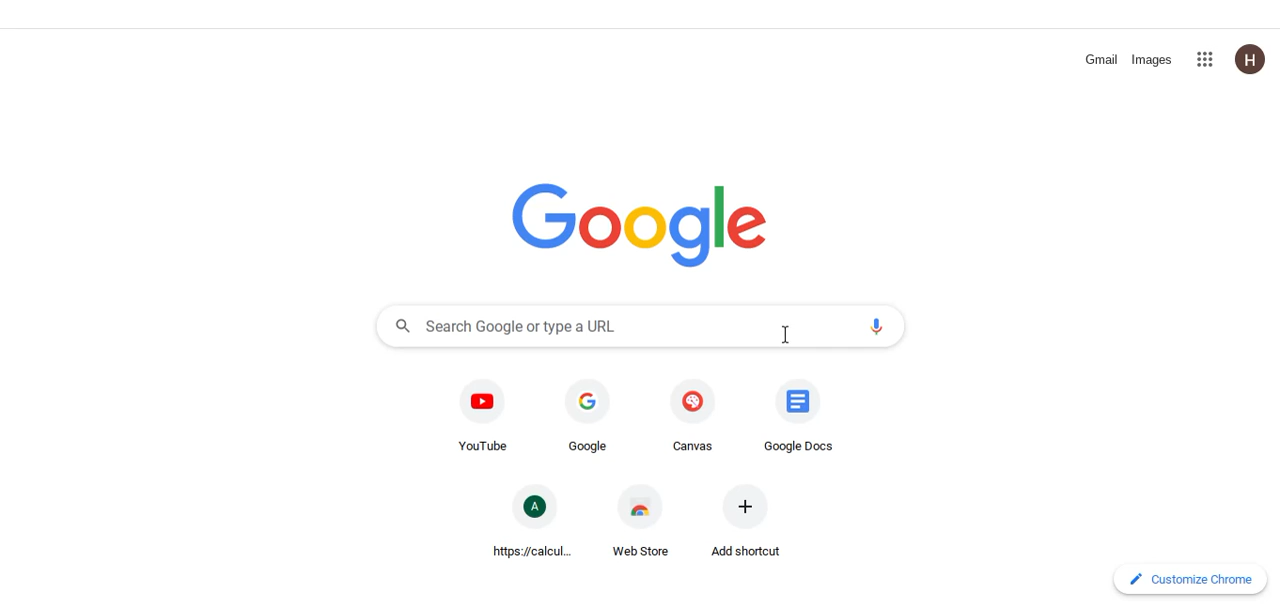 Gmail Images H
Google
Search Google or type a URL
YouTube Google Canvas Google Docs
A
https://calcul... Web Store Add shortcut
Customize Chrome